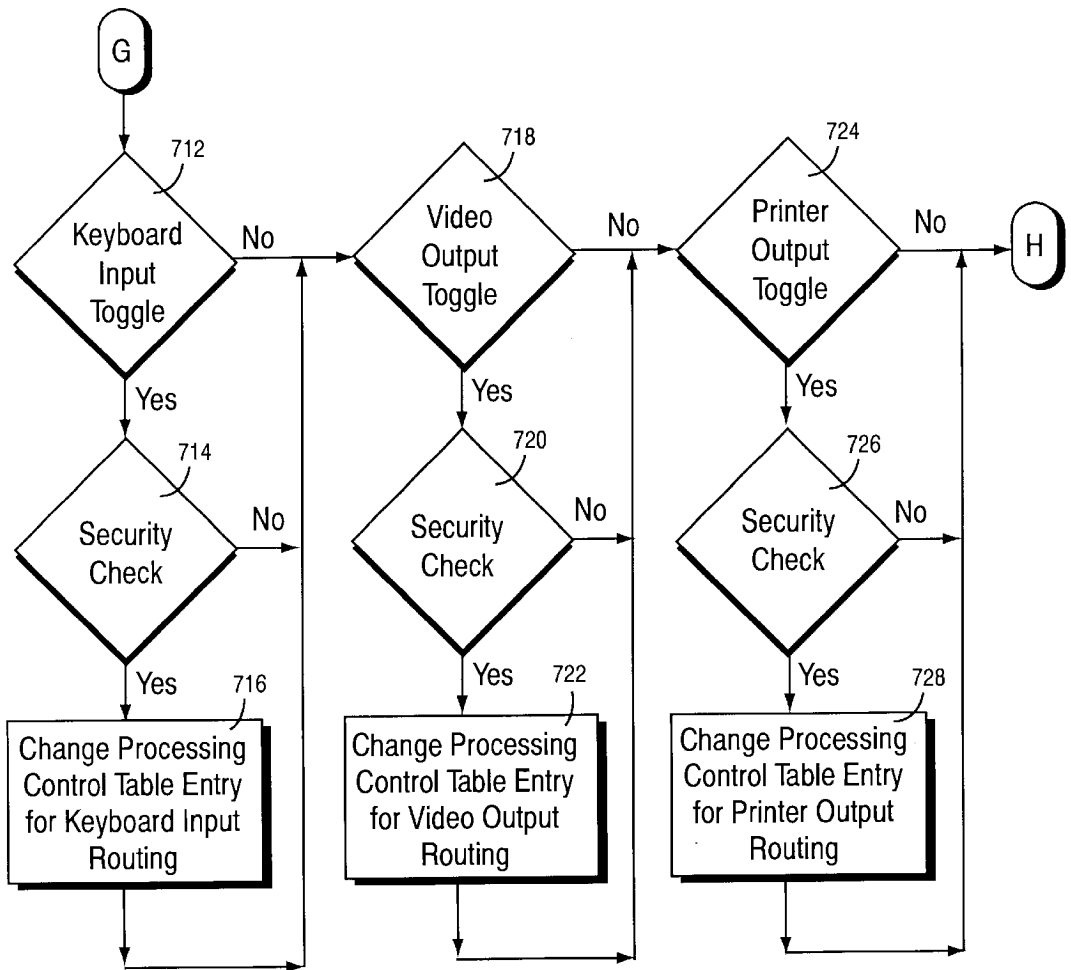 G
712
Keyboard
Input
Toggle
No
Yes
714
Security
Check
No
Yes
716
Change Processing
Control Table Entry
for Keyboard Input
Routing
718
Video
Output
Toggle
No
Yes
720
Security
Check
No
Yes
722
Change Processing
Control Table Entry
for Video Output
Routing
724
Printer
Output
Toggle
No
Yes
726
Security
Check
No
Yes
728
Change Processing
Control Table Entry
for Printer Output
Routing
H